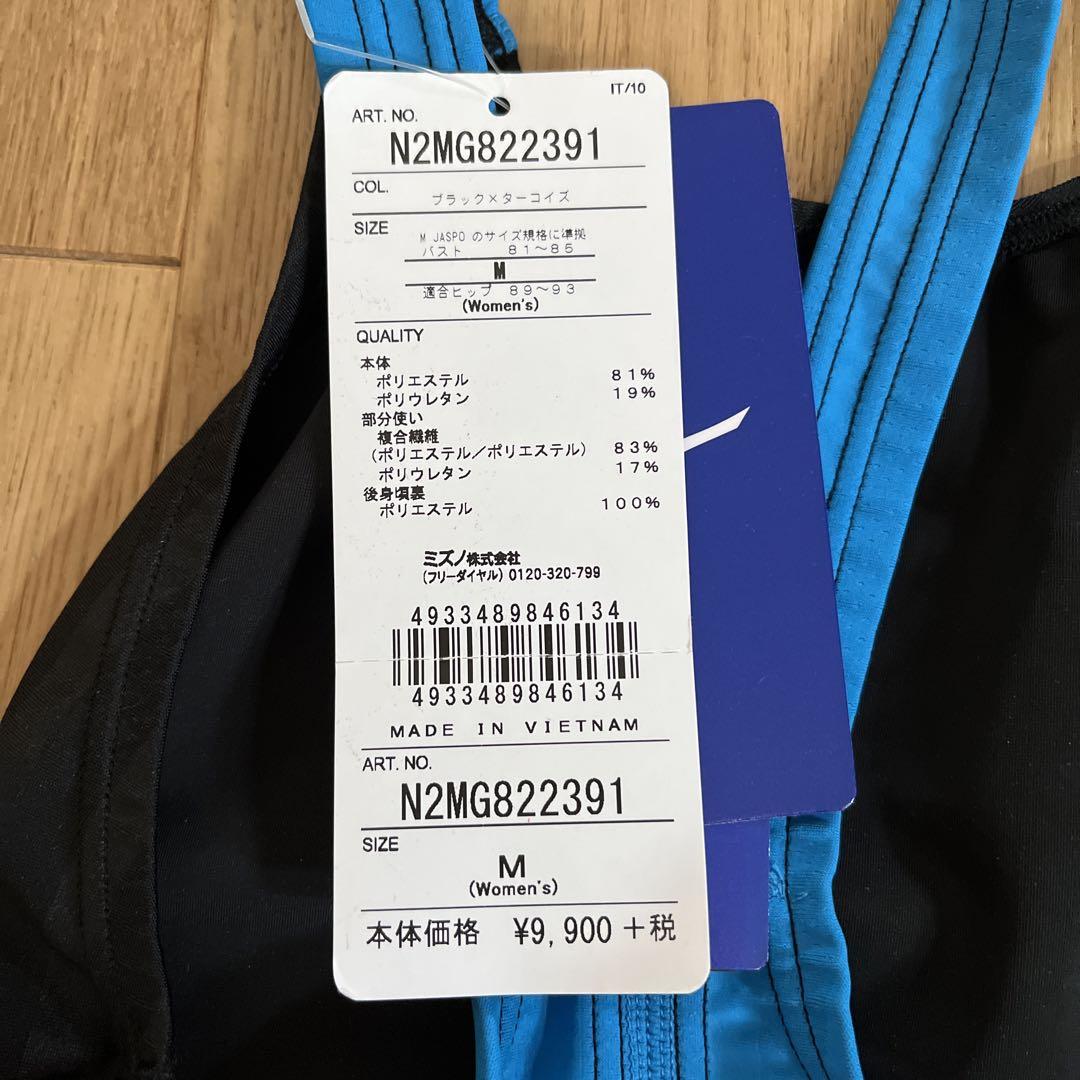 IT/10
ART. NO.
N2MG822391
COL.
ブラック×ターコイズ
SIZE
M JASPO のサイズ規格に準拠
バスト 81〜85
M
適合ヒップ 89〜93
(Women's)
QUALITY
本体
ポリエステル 81%
ポリウレタン 19%
部分使い
複合繊維
(ポリエステル/ポリエステル) 83%
ポリウレタン 17%
後身頃裏
ポリエステル 100%
ミズノ株式会社
(フリーダイヤル) 0120-320-799
4933489846134
4933489846134
MADE IN VIETNAM
ART. NO.
N2MG822391
SIZE
M
(Women's)
本体価格 ¥9,900+税